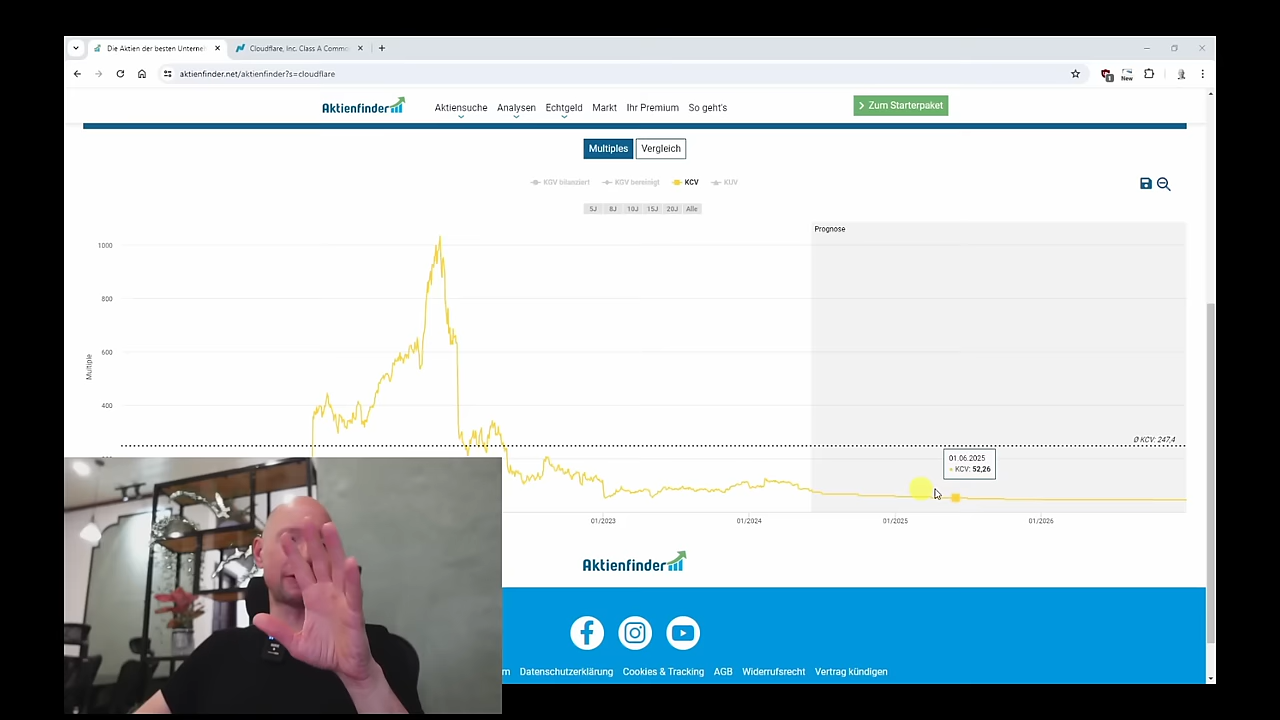 Die Aktien der besten Unterne
Cloudflare, Inc. Class A Commo
aktienfinder.net/aktienfinder?s=cloudflare
New
Aktienfinder
Aktiensuche Analysen Echtgeld Markt Ihr Premium So geht's
Zum Starterpaket
Multiples Vergleich
KGV bilanziert KGV bereinigt KCV KUV
5J 8J 10J 15J 20J Alle
Prognose
1000
800
600
400
Multiple
Ø KCV: 247,4
01.06.2025
KCV: 52,26
01/2023 01/2024 01/2025 01/2026
Aktienfinder
Datenschutzerklärung Cookies & Tracking AGB Widerrufsrecht Vertrag kündigen